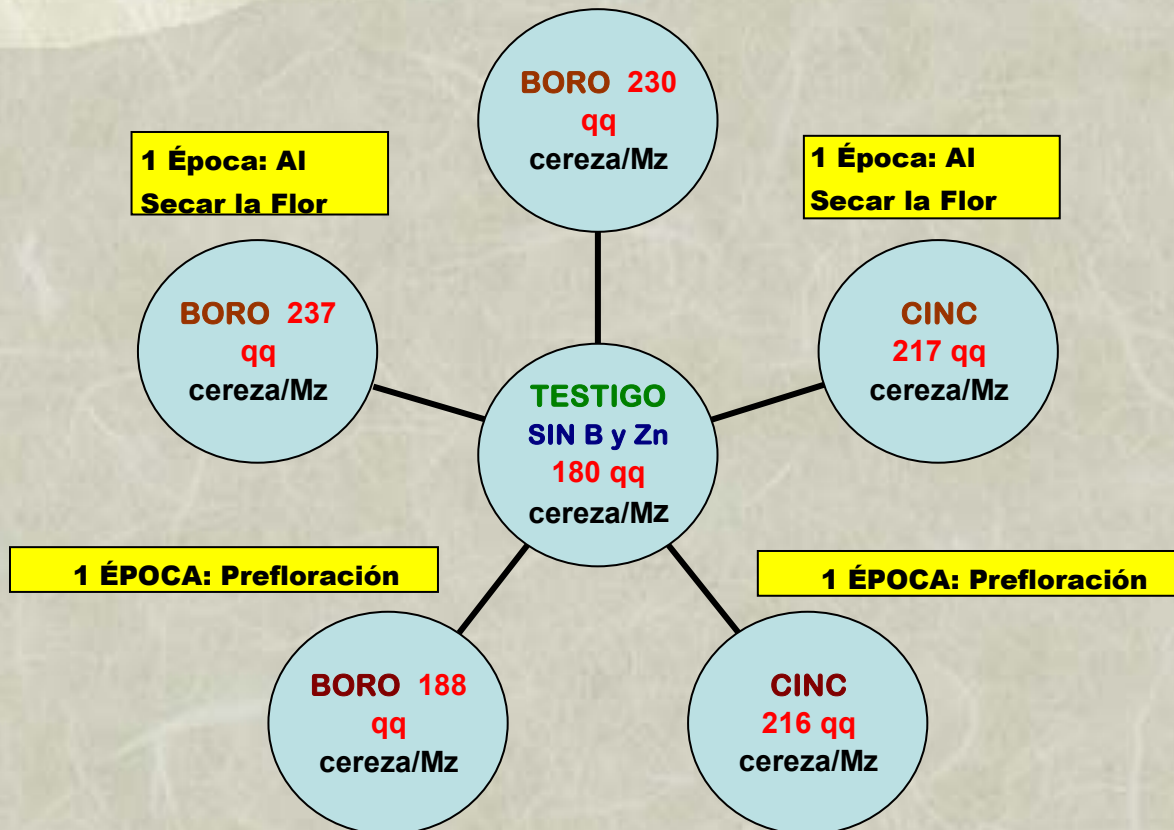 BORO 230
qq
cereza/Mz
1 Época: Al
Secar la Flor
1 Época: Al
Secar la Flor
BORO 237
qq
cereza/Mz
CINC
217 qq
cereza/Mz
TESTIGO
SIN B y Zn
180 qq
cereza/Mz
1 ÉPOCA: Prefloración
1 ÉPOCA: Prefloración
BORO 188
qq
cereza/Mz
CINC
216 qq
cereza/Mz